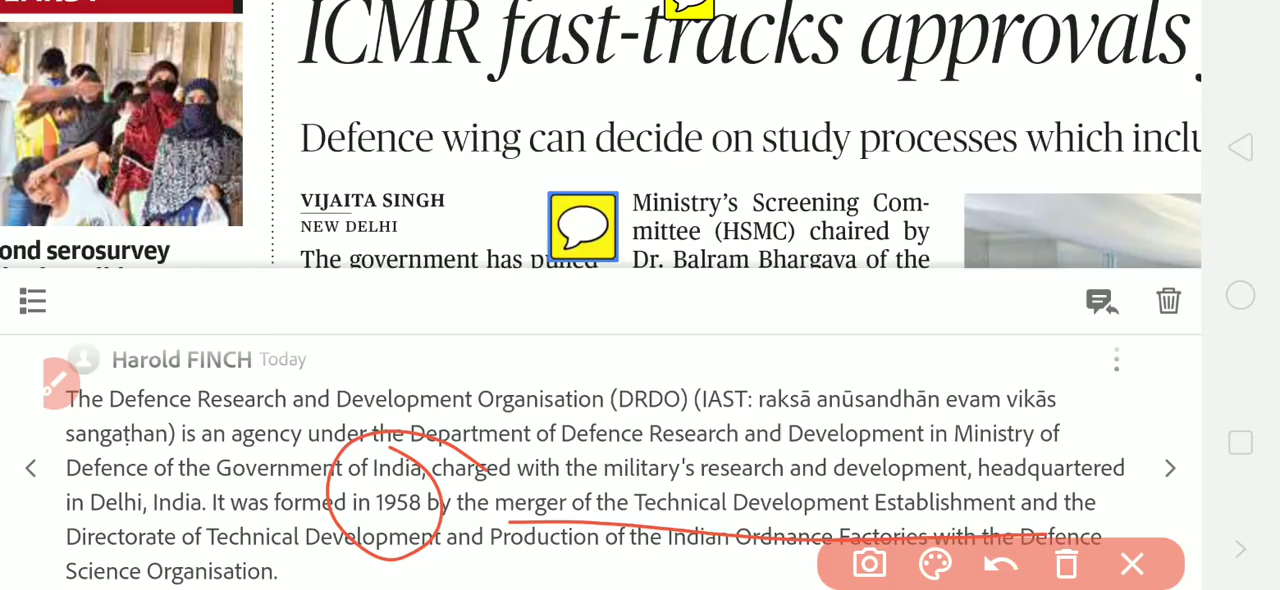 ICMR fast-tracks approvals
Defence wing can decide on study processes which inclu
VIJAITA SINGH
NEW DELHI
The government has pulled
Ministry's Screening Com-
mittee (HSMC) chaired by
Dr. Balram Bhargava of the
ond serosurvey
Harold FINCH Today
The Defence Research and Development Organisation (DRDO) (IAST: raksā anūsandhān evam vikās
sangaṭhan) is an agency under the Department of Defence Research and Development in Ministry of
Defence of the Government of India, charged with the military's research and development, headquartered
in Delhi, India. It was formed in 1958 by the merger of the Technical Development Establishment and the
Directorate of Technical Development and Production of the Indian Ordnance Factories with the Defence
Science Organisation.